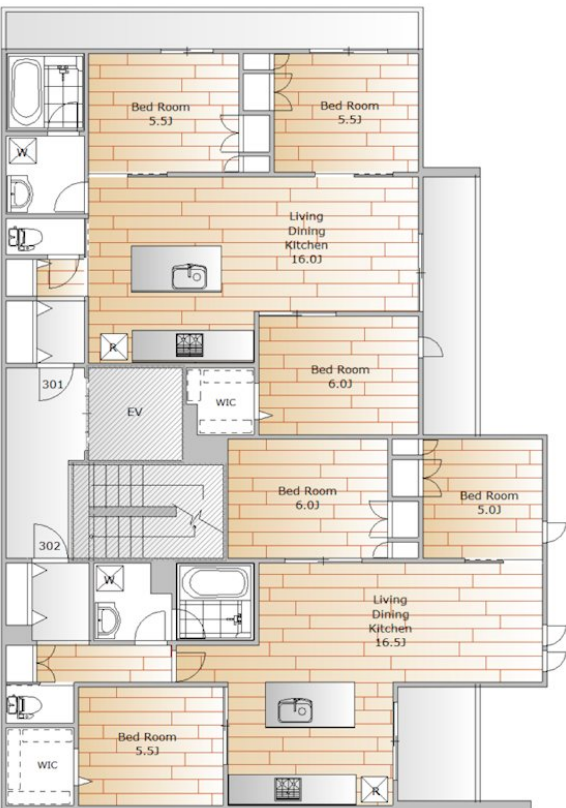 Bed Room
5.5J
Bed Room
5.5J
W
Living
Dining
Kitchen
16.0J
R
Bed Room
6.0J
301
EV
WIC
Bed Room
6.0J
Bed Room
5.0J
302
W
Living
Dining
Kitchen
16.5J
Bed Room
5.5J
WIC
R